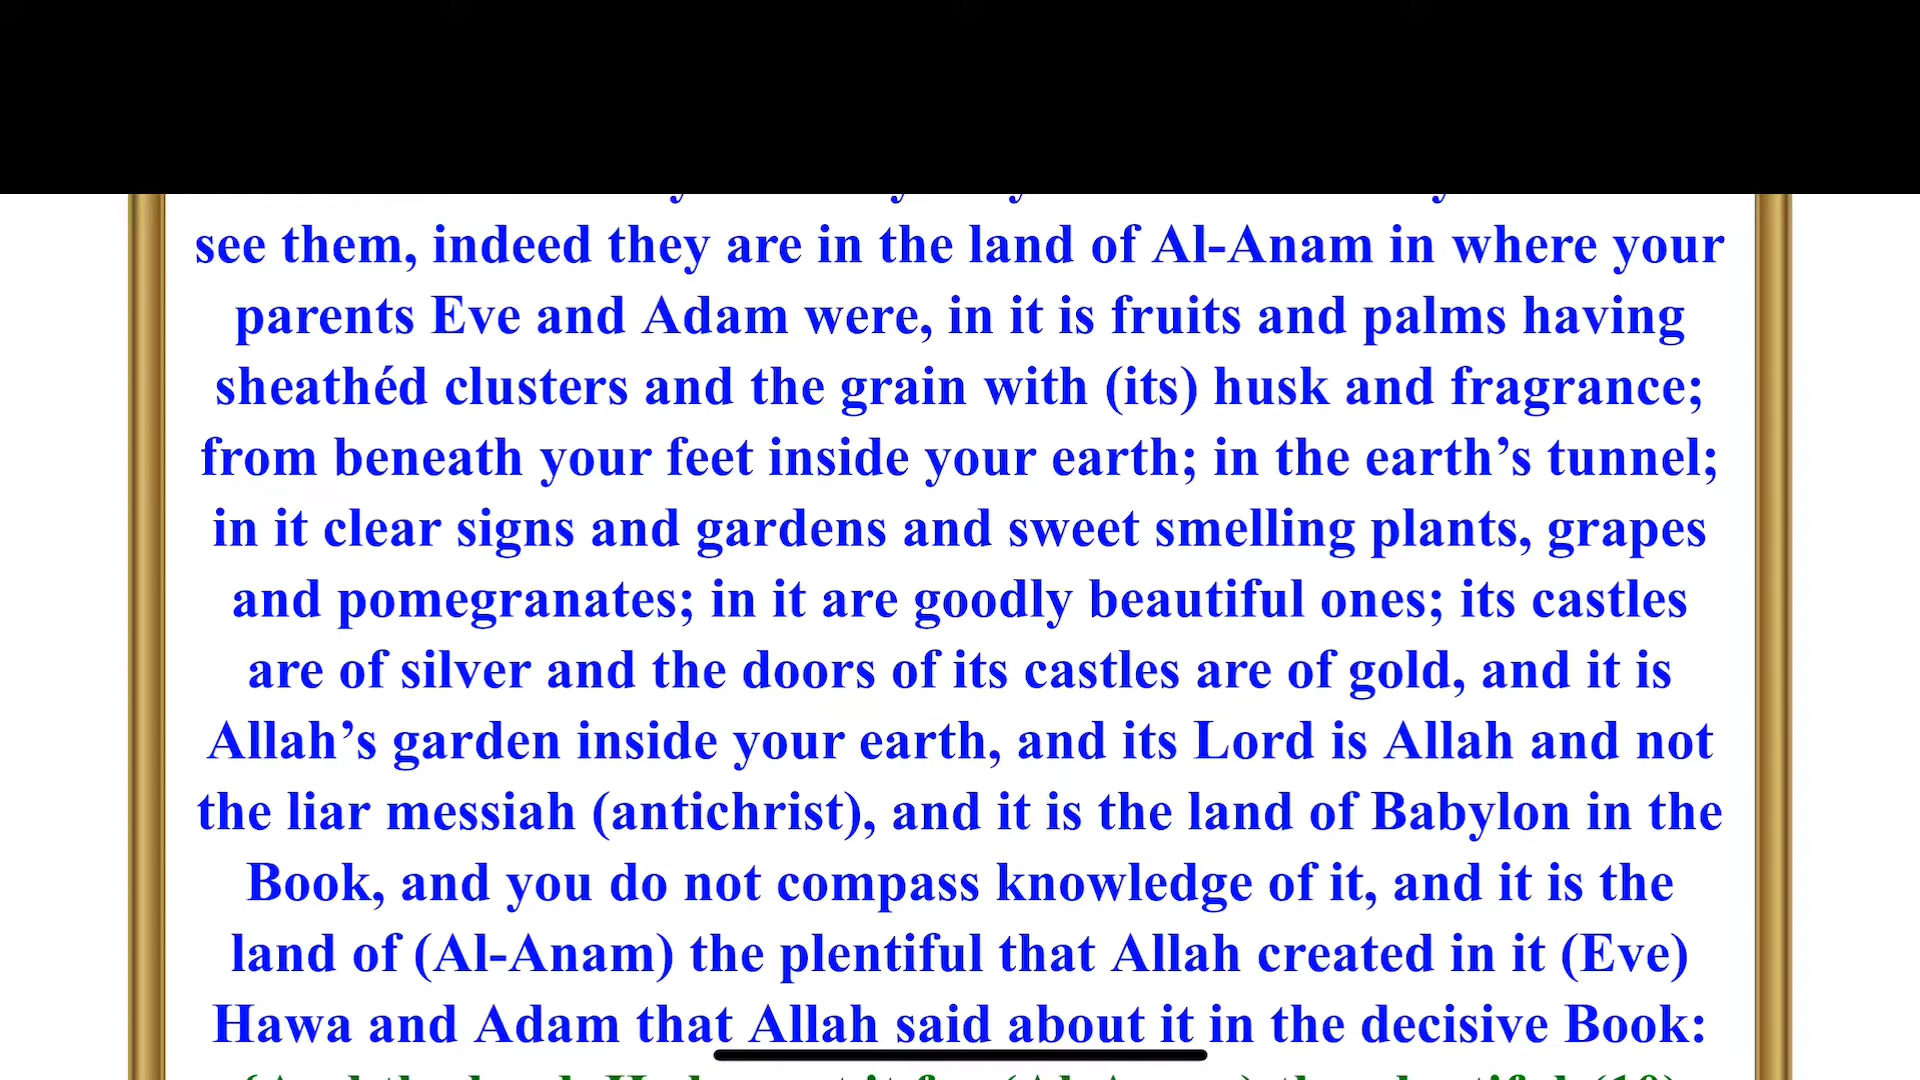 see them, indeed they are in the land of Al-Anam in where your
parents Eve and Adam were, in it is fruits and palms having
sheathéd clusters and the grain with (its) husk and fragrance;
from beneath your feet inside your earth; in the earth’s tunnel;
in it clear signs and gardens and sweet smelling plants, grapes
and pomegranates; in it are goodly beautiful ones; its castles
are of silver and the doors of its castles are of gold, and it is
Allah’s garden inside your earth, and its Lord is Allah and not
the liar messiah (antichrist), and it is the land of Babylon in the
Book, and you do not compass knowledge of it, and it is the
land of (Al-Anam) the plentiful that Allah created in it (Eve)
Hawa and Adam that Allah said about it in the decisive Book: